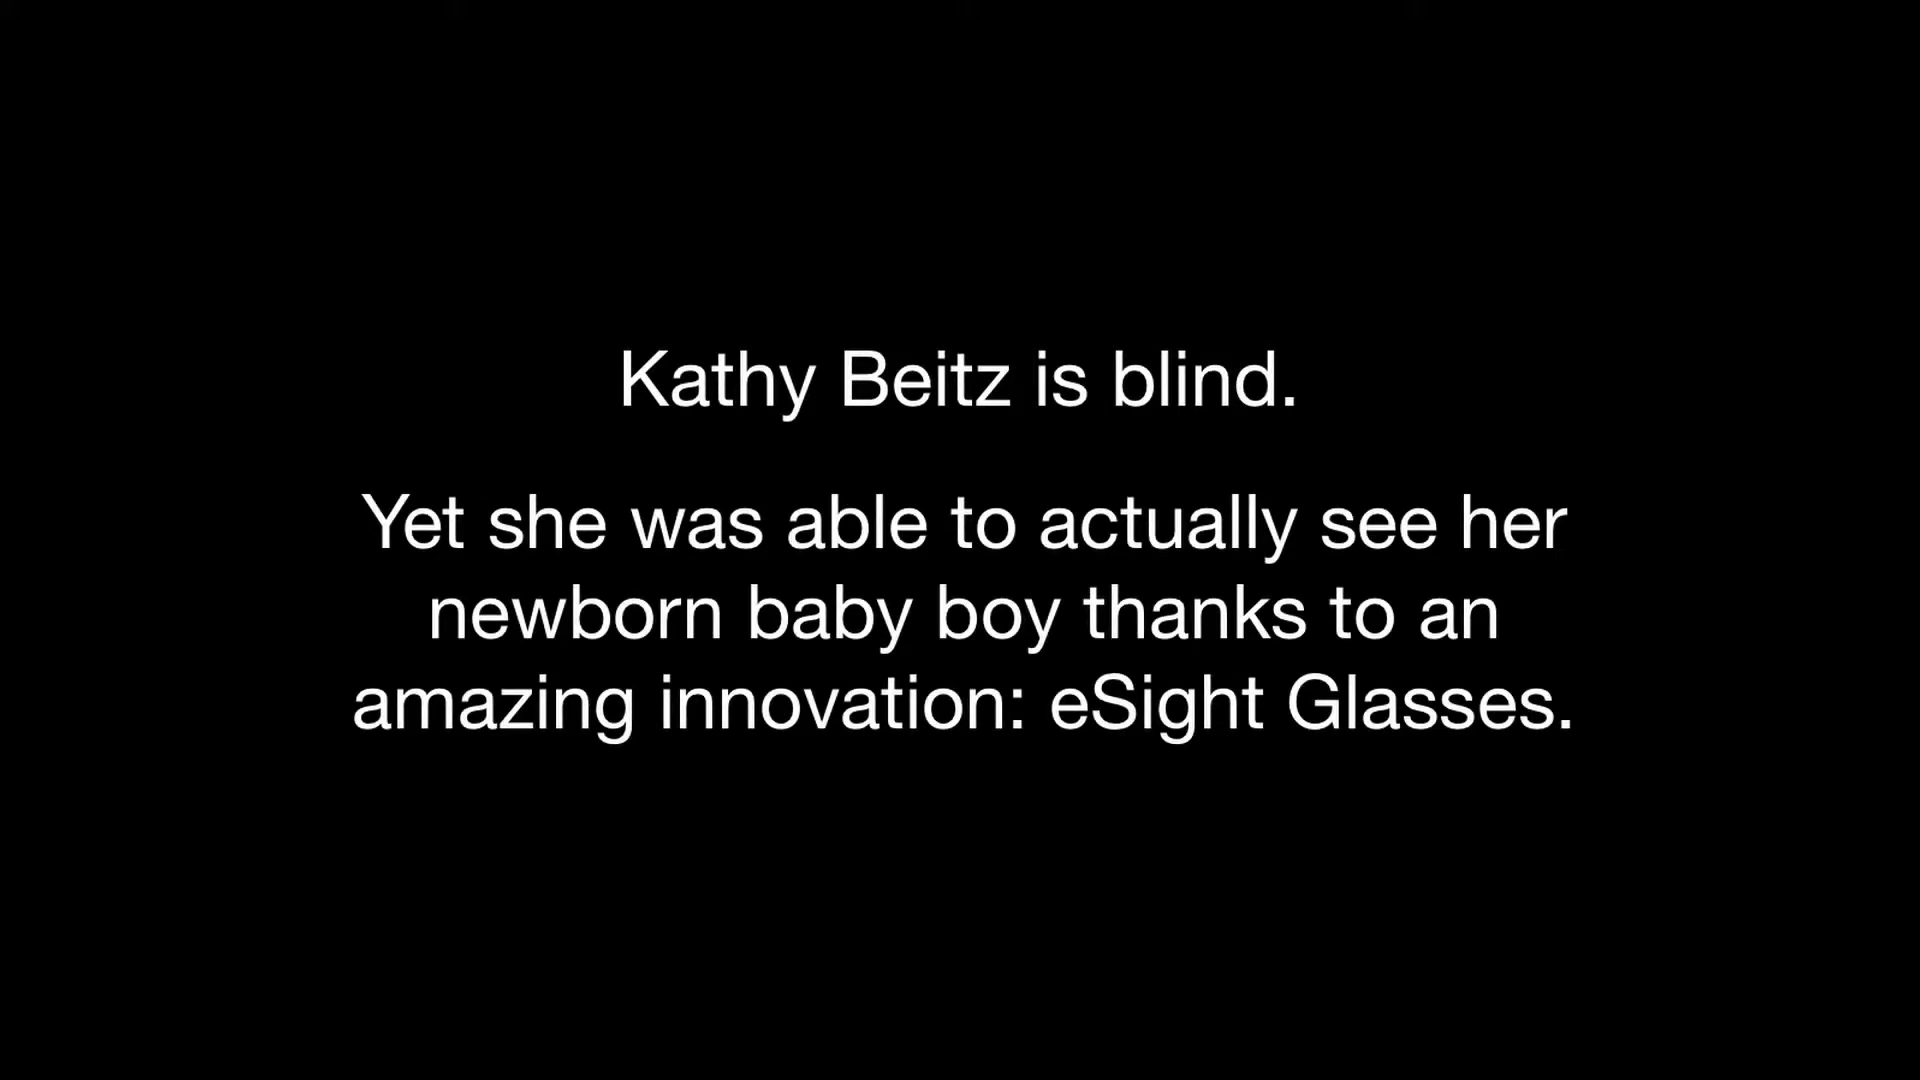 Kathy Beitz is blind.
Yet she was able to actually see her
newborn baby boy thanks to an
amazing innovation: eSight Glasses.